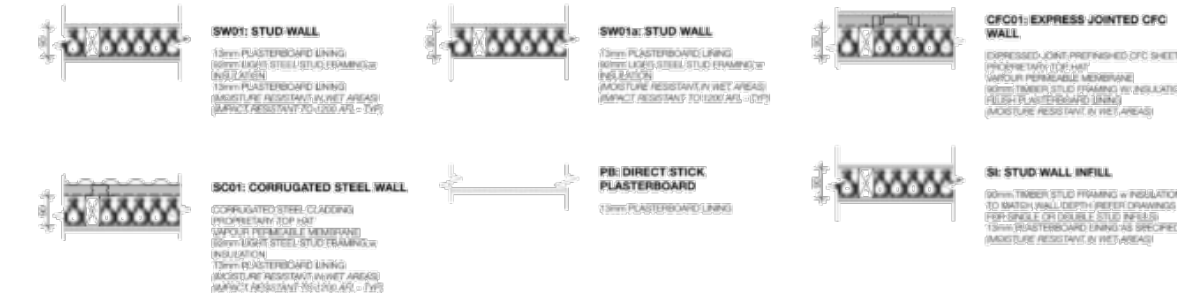 SW01: STUD WALL
13mm PLASTERBOARD LINING
92mm LIGHT STEEL STUD FRAMING w
INSULATION
13mm PLASTERBOARD LINING
(MOISTURE RESISTANT IN WET AREAS)
(IMPACT RESISTANT TO 1200 AFL - TYP)
SW01a: STUD WALL
13mm PLASTERBOARD LINING
92mm LIGHT STEEL STUD FRAMING w
INSULATION
(MOISTURE RESISTANT IN WET AREAS)
(IMPACT RESISTANT TO 1200 AFL - TYP)
CFC01: EXPRESS JOINTED CFC
WALL
EXPRESSED JOINT PREFINISHED CFC SHEET
PROPRIETARY TOP HAT
VAPOUR PERMEABLE MEMBRANE
90mm TIMBER STUD FRAMING W/ INSULATIO
FLUSH PLASTERBOARD LINING
(MOISTURE RESISTANT IN WET AREAS)
SC01: CORRUGATED STEEL WALL
CORRUGATED STEEL CLADDING
PROPRIETARY TOP HAT
VAPOUR PERMEABLE MEMBRANE
92mm LIGHT STEEL STUD FRAMING w
INSULATION
13mm PLASTERBOARD LINING
(MOISTURE RESISTANT IN WET AREAS)
(IMPACT RESISTANT TO 1200 AFL - TYP)
PB: DIRECT STICK
PLASTERBOARD
13mm PLASTERBOARD LINING
SI: STUD WALL INFILL
90mm TIMBER STUD FRAMING w INSULATION
TO MATCH WALL DEPTH (REFER DRAWINGS
FOR SINGLE OR DOUBLE STUD INFILLS)
13mm PLASTERBOARD LINING AS SPECIFIED
(MOISTURE RESISTANT IN WET AREAS)